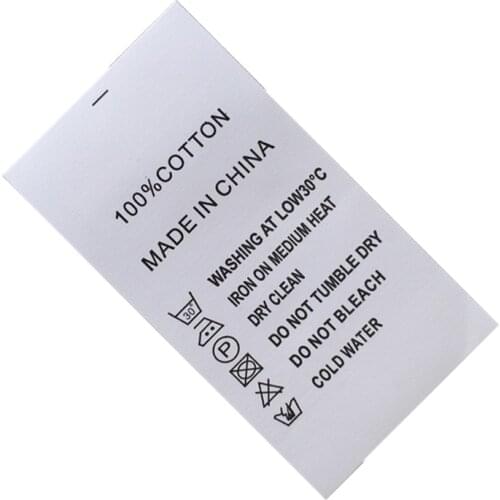 100%COTTON
MADE IN CHINA
WASHING AT LOW30°C
IRON ON MEDIUM HEAT
DRY CLEAN
DO NOT TUMBLE DRY
DO NOT BLEACH
COLD WATER
30°
P